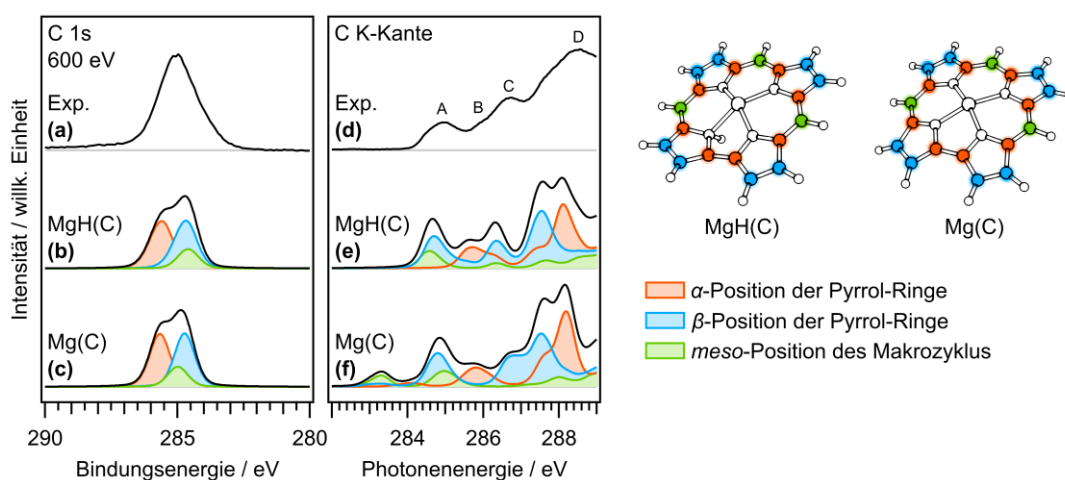 C 1s
600 eV
Exp.
(a)
MgH(C)
(b)
Mg(C)
(c)
290
285
280
Bindungsenergie / eV
Intensität / willk. Einheit
C K-Kante
A
B
C
D
Exp.
(d)
MgH(C)
(e)
Mg(C)
(f)
284
286
288
Photonenenergie / eV
MgH(C)
Mg(C)
α-Position der Pyrrol-Ringe
β-Position der Pyrrol-Ringe
meso-Position des Makrozyklus